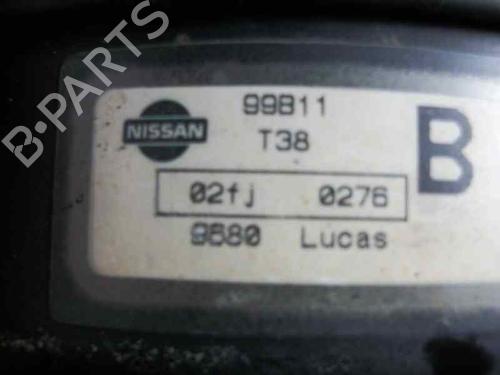 B-PARTS
99B11
NISSAN
T38
B
02fj 0276
9680 Lucas